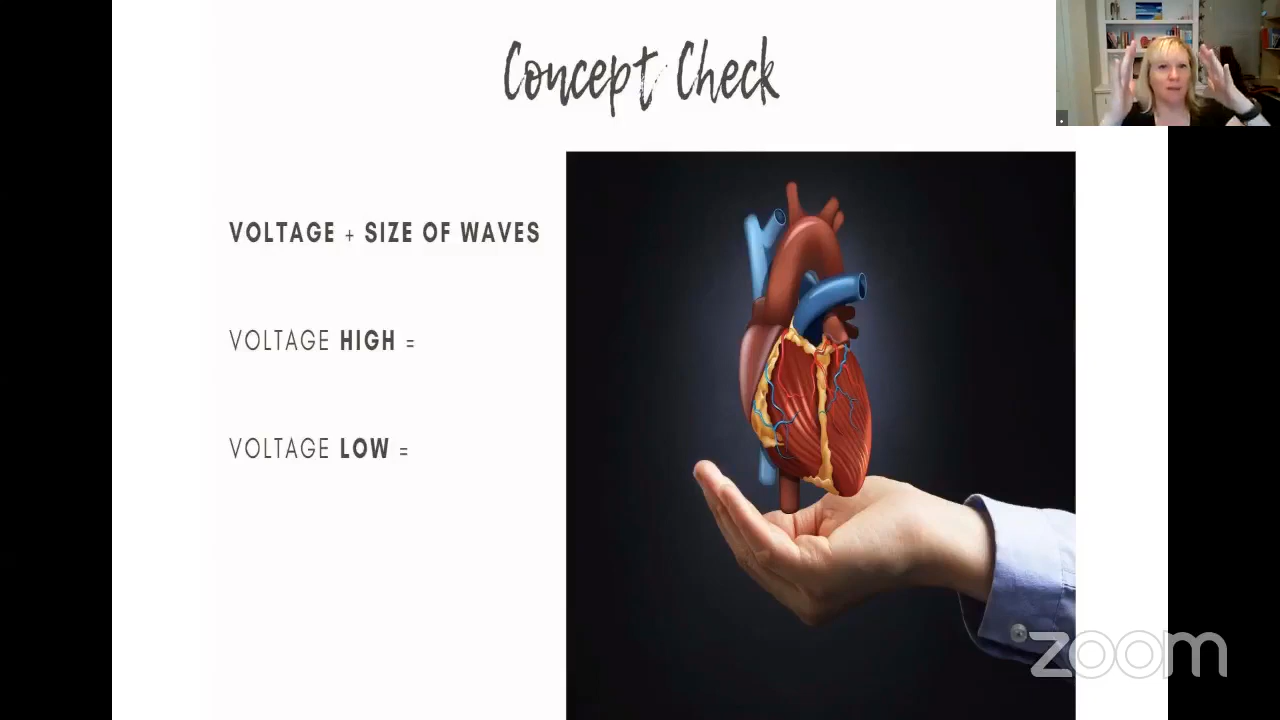 Concept Check
VOLTAGE + SIZE OF WAVES
VOLTAGE HIGH =
VOLTAGE LOW =
zoom